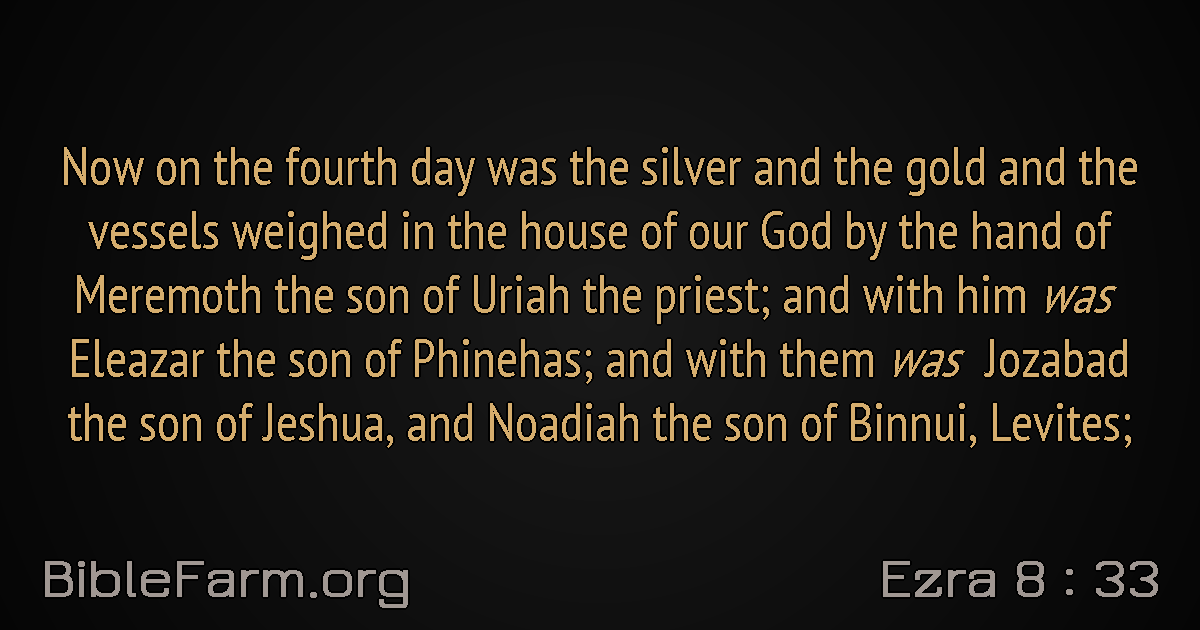 Now on the fourth day was the silver and the gold and the
vessels weighed in the house of our God by the hand of
Meremoth the son of Uriah the priest; and with him was
Eleazar the son of Phinehas; and with them was Jozabad
the son of Jeshua, and Noadiah the son of Binnui, Levites;
BibleFarm.org
Ezra 8 : 33